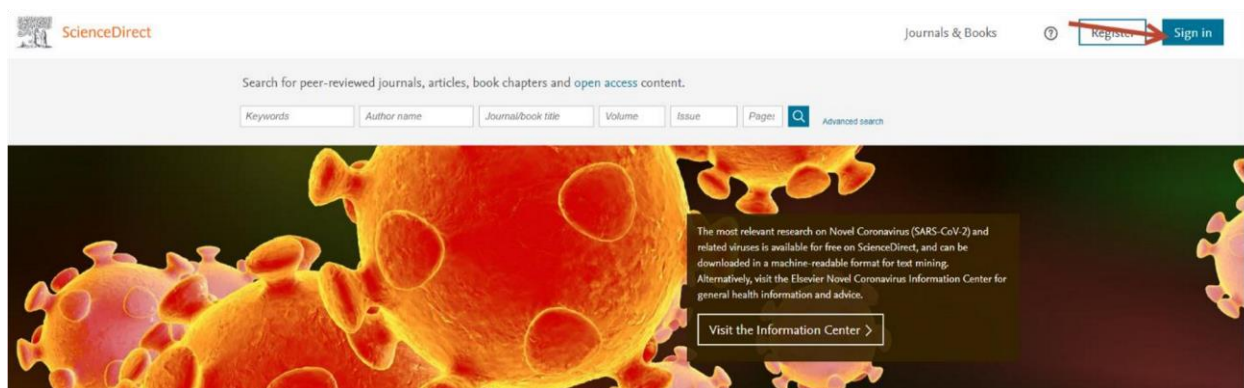 ScienceDirect
Journals & Books
?
Register
Sign in
Search for peer-reviewed journals, articles, book chapters and open access content.
Keywords
Author name
Journal/book title
Volume
Issue
Pages
Advanced search
The most relevant research on Novel Coronavirus (SARS-CoV-2) and
related viruses is available for free on ScienceDirect, and can be
downloaded in a machine-readable format for text mining.
Alternatively, visit the Elsevier Novel Coronavirus Information Center for
general health information and advice.
Visit the Information Center >